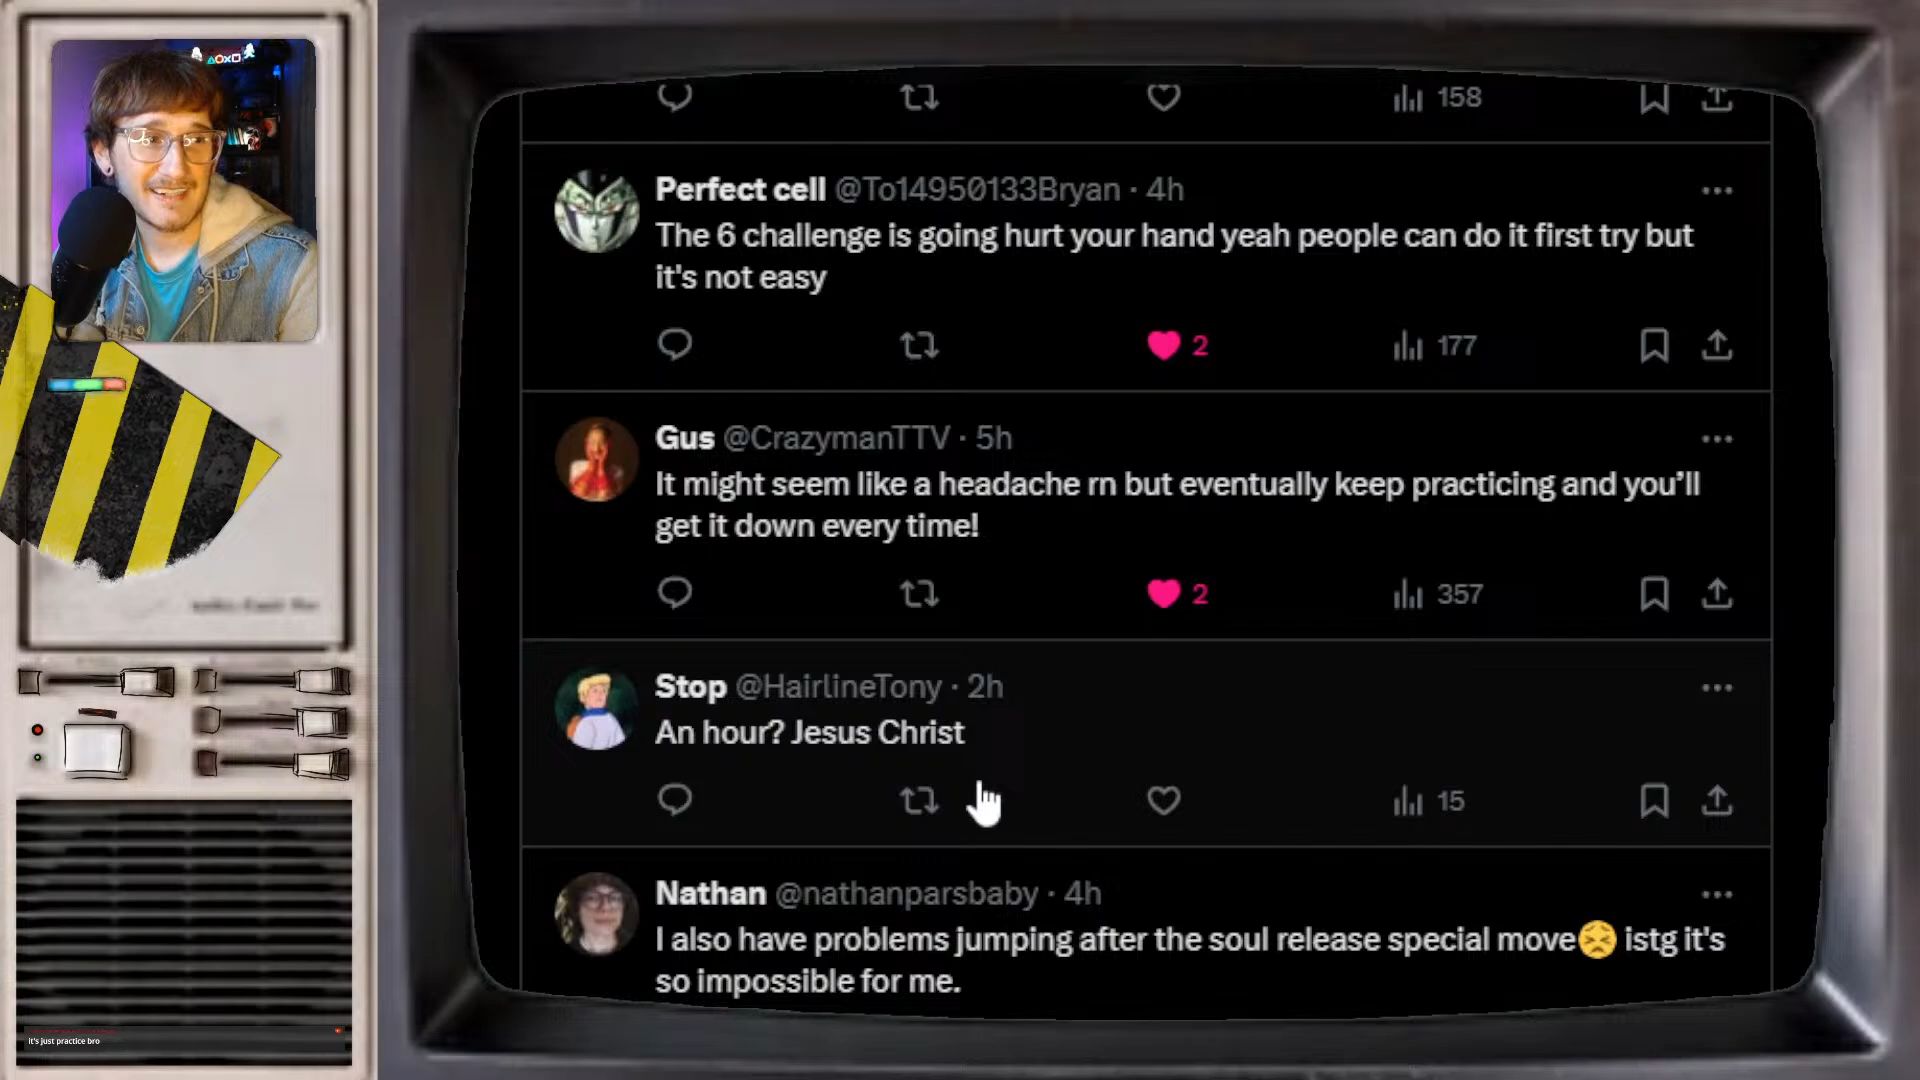 158
Perfect cell @To14950133Bryan · 4h
The 6 challenge is going hurt your hand yeah people can do it first try but
it's not easy
2 177
Gus @CrazymanTTV · 5h
It might seem like a headache rn but eventually keep practicing and you’ll
get it down every time!
2 357
Stop @HairlineTony · 2h
An hour? Jesus Christ
15
Nathan @nathanparsbaby · 4h
I also have problems jumping after the soul release special move😣 istg it's
so impossible for me.
it's just practice bro